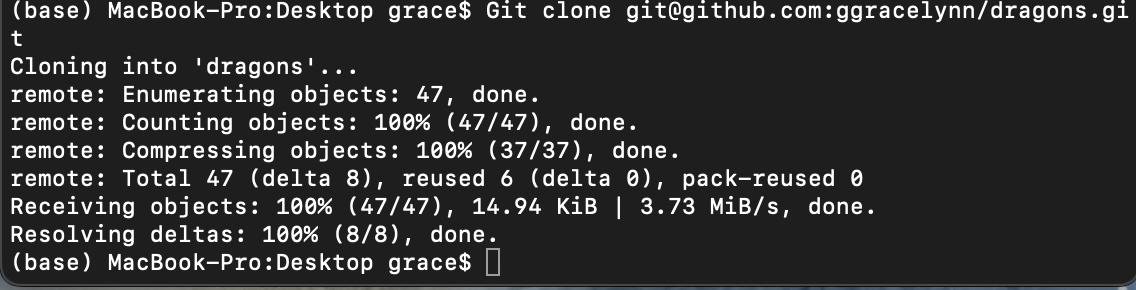 (base) MacBook-Pro:Desktop grace$ Git clone git@github.com:ggracelynn/dragons.gi
t
Cloning into 'dragons'...
remote: Enumerating objects: 47, done.
remote: Counting objects: 100% (47/47), done.
remote: Compressing objects: 100% (37/37), done.
remote: Total 47 (delta 8), reused 6 (delta 0), pack-reused 0
Receiving objects: 100% (47/47), 14.94 KiB | 3.73 MiB/s, done.
Resolving deltas: 100% (8/8), done.
(base) MacBook-Pro:Desktop grace$